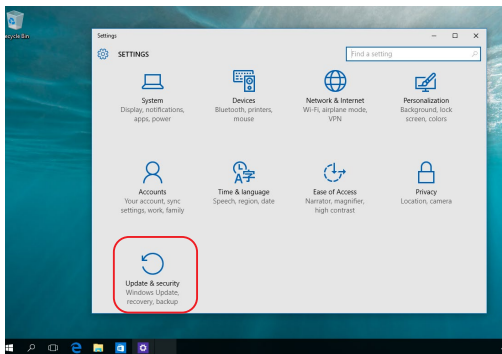 Recycle Bin
Settings
SETTINGS
Find a setting
System
Display, notifications,
apps, power
Devices
Bluetooth, printers,
mouse
Network & Internet
Wi-Fi, airplane mode,
VPN
Personalization
Background, lock
screen, colors
Accounts
Your account, sync
settings, work, family
Time & language
Speech, region, date
Ease of Access
Narrator, magnifier,
high contrast
Privacy
Location, camera
Update & security
Windows Update,
recovery, backup